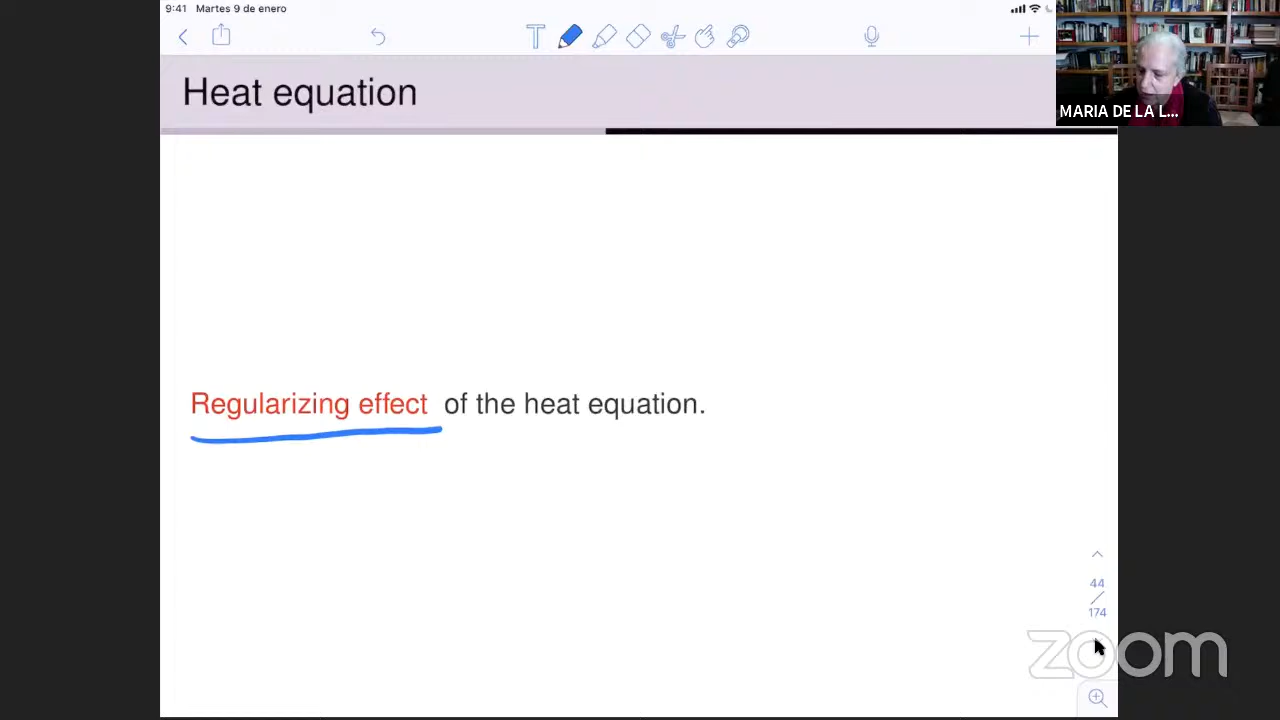 9:41 Martes 9 de enero
Heat equation
MARIA DE LA L...
Regularizing effect of the heat equation.
44
174
zoom